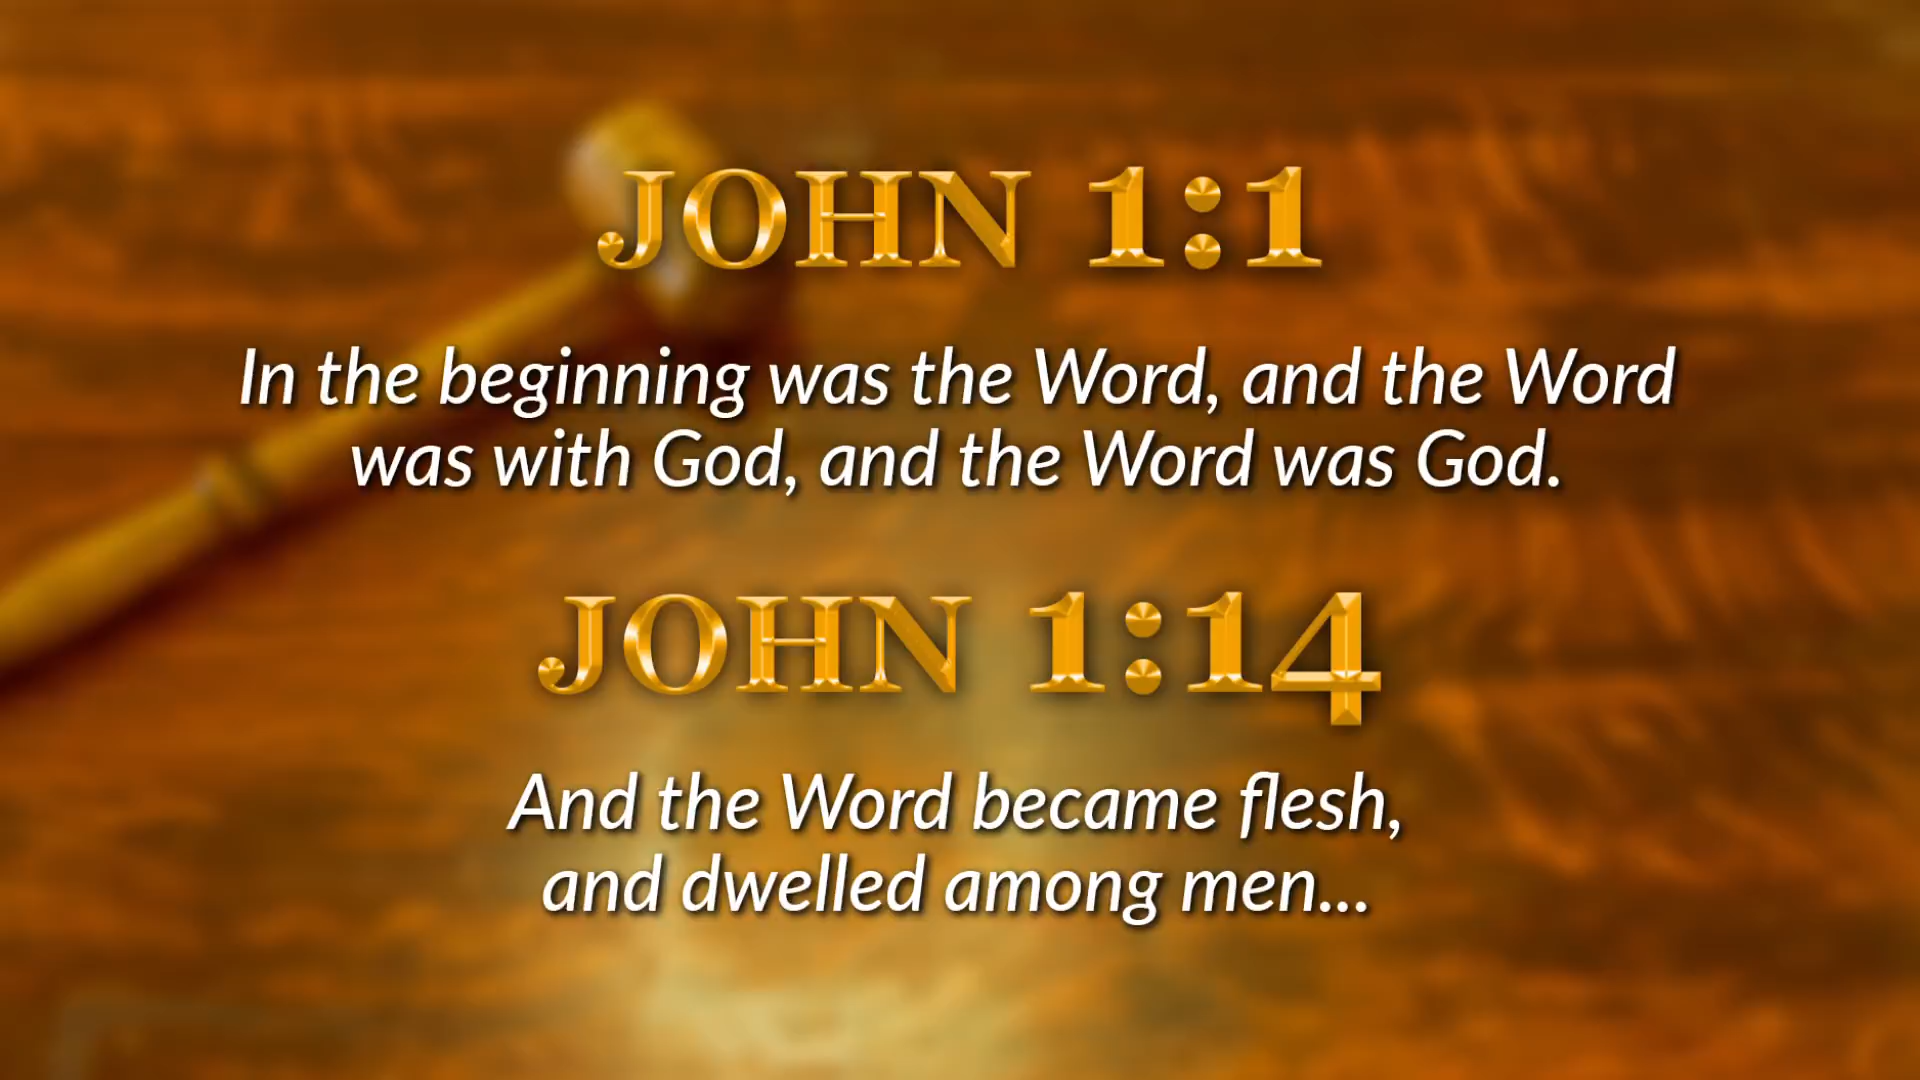 JOHN 1:1
In the beginning was the Word, and the Word
was with God, and the Word was God.
JOHN 1:14
And the Word became flesh,
and dwelled among men...